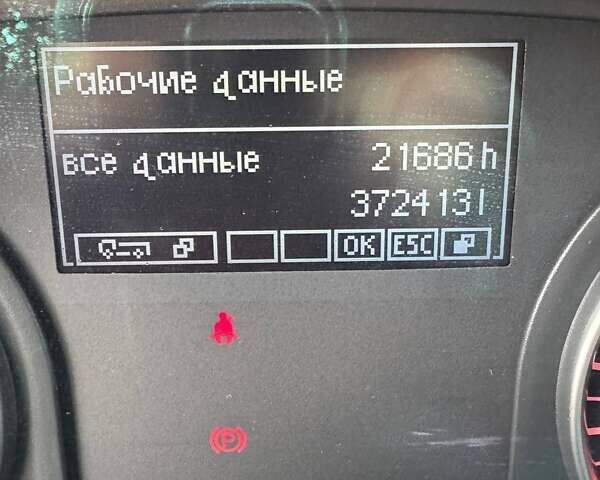 Рабочие данные
все данные 21686 h
372413 l
OK ESC
P